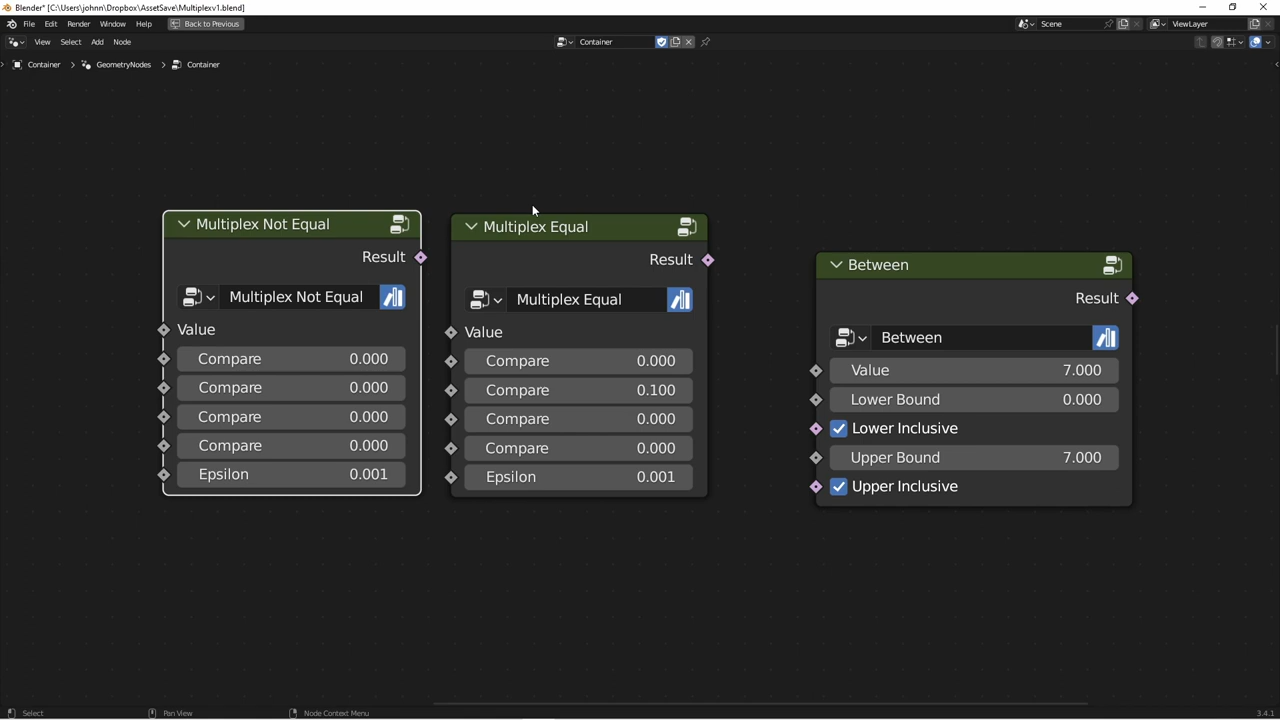 Blender* [C:\Users\johnn\Dropbox\AssetSave\Multiplexv1.blend]
File Edit Render Window Help Back to Previous Scene ViewLayer
View Select Add Node Container
Container GeometryNodes Container
Multiplex Not Equal
Result
Multiplex Not Equal
Value
Compare 0.000
Compare 0.000
Compare 0.000
Compare 0.000
Epsilon 0.001
Multiplex Equal
Result
Multiplex Equal
Value
Compare 0.000
Compare 0.100
Compare 0.000
Compare 0.000
Epsilon 0.001
Between
Result
Between
Value 7.000
Lower Bound 0.000
Lower Inclusive
Upper Bound 7.000
Upper Inclusive
Select Pan View Node Context Menu 3.4.1